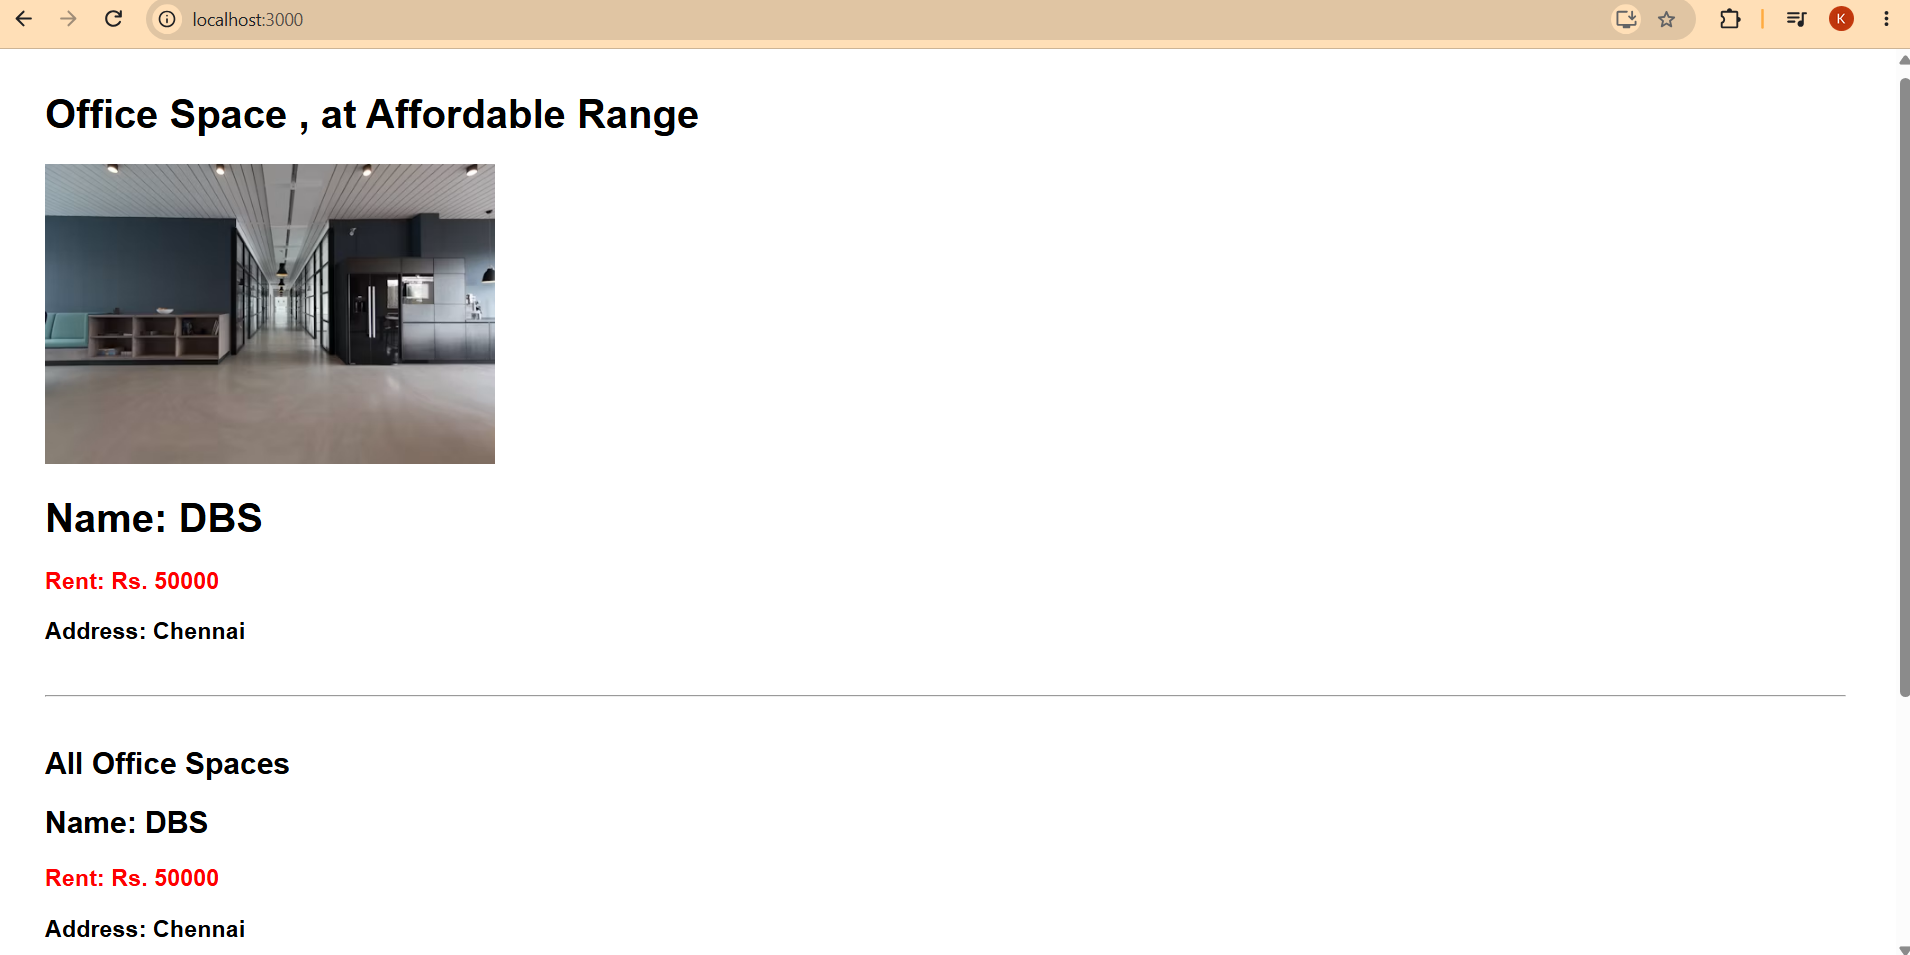 localhost:3000
K
Office Space , at Affordable Range
Name: DBS
Rent: Rs. 50000
Address: Chennai
All Office Spaces
Name: DBS
Rent: Rs. 50000
Address: Chennai